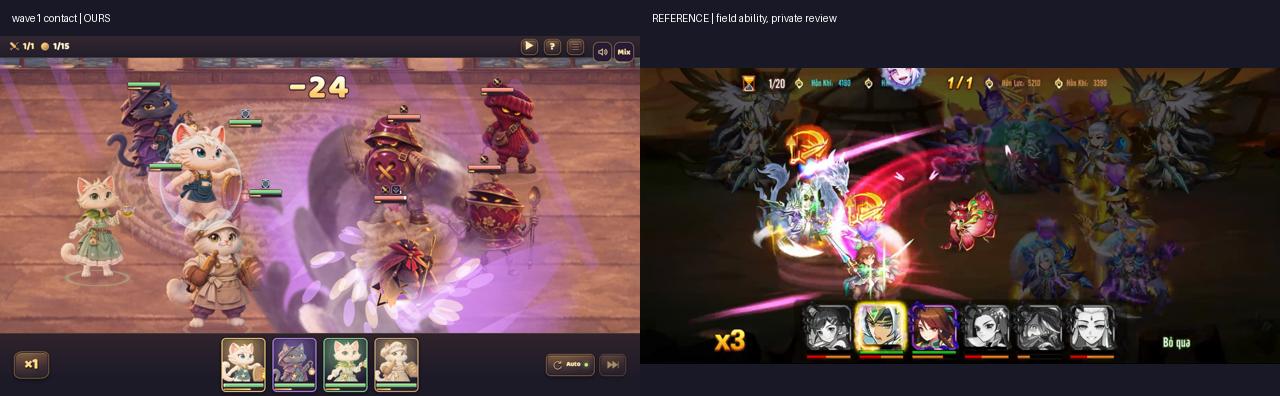 wave1 contact | OURS
REFERENCE | field ability, private review
1/1 1/15
? Mix
-24
1/20 Hồn Khí: 4180
1/1 Hồn Lực: 5210 Hồn Khí: 3390
×1
Auto
x3
Bỏ qua